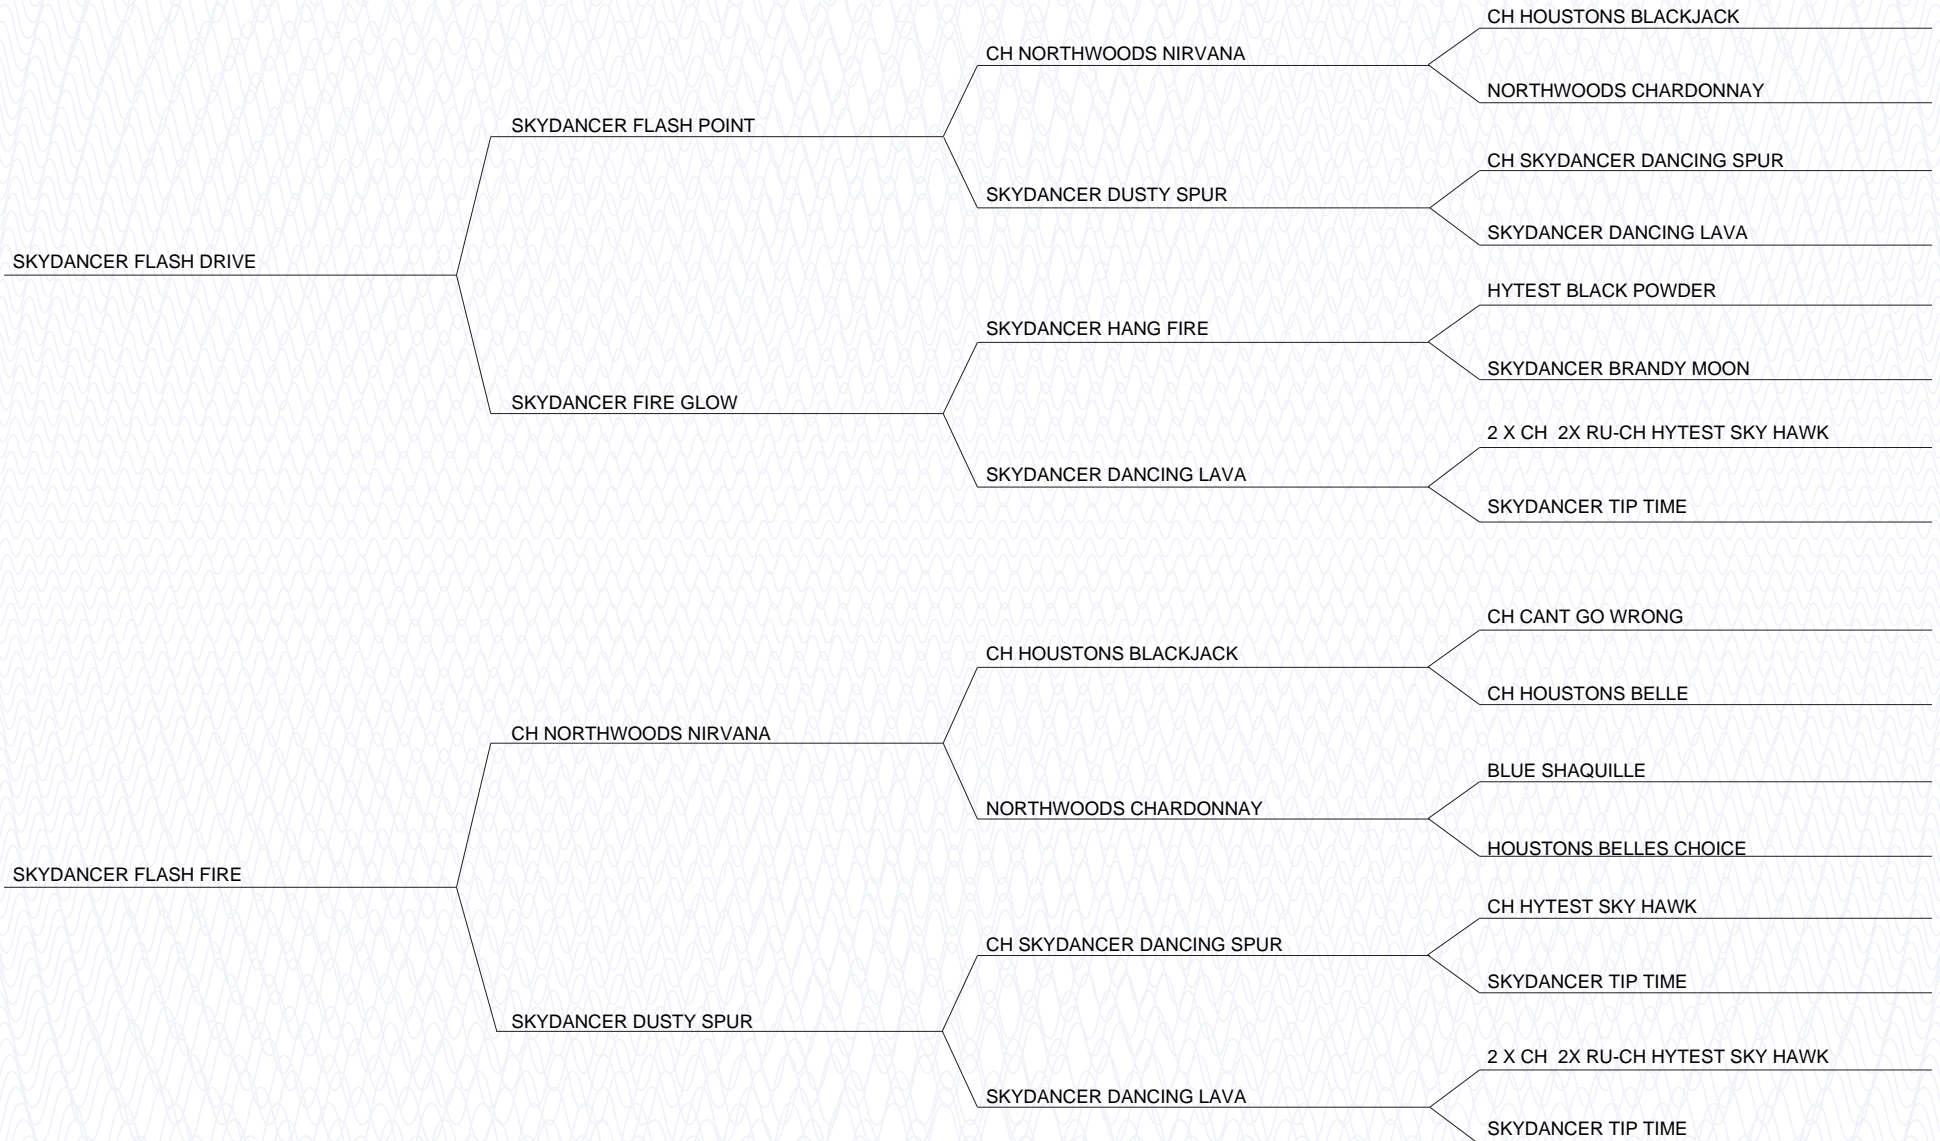 CH HOUSTONS BLACKJACK
CH NORTHWOODS NIRVANA
NORTHWOODS CHARDONNAY
SKYDANCER FLASH POINT
CH SKYDANCER DANCING SPUR
SKYDANCER DUSTY SPUR
SKYDANCER DANCING LAVA
SKYDANCER FLASH DRIVE
HYTEST BLACK POWDER
SKYDANCER HANG FIRE
SKYDANCER BRANDY MOON
SKYDANCER FIRE GLOW
2 X CH  2X RU-CH HYTEST SKY HAWK
SKYDANCER DANCING LAVA
SKYDANCER TIP TIME
CH CANT GO WRONG
CH HOUSTONS BLACKJACK
CH HOUSTONS BELLE
CH NORTHWOODS NIRVANA
BLUE SHAQUILLE
NORTHWOODS CHARDONNAY
HOUSTONS BELLES CHOICE
SKYDANCER FLASH FIRE
CH HYTEST SKY HAWK
CH SKYDANCER DANCING SPUR
SKYDANCER TIP TIME
SKYDANCER DUSTY SPUR
2 X CH  2X RU-CH HYTEST SKY HAWK
SKYDANCER DANCING LAVA
SKYDANCER TIP TIME